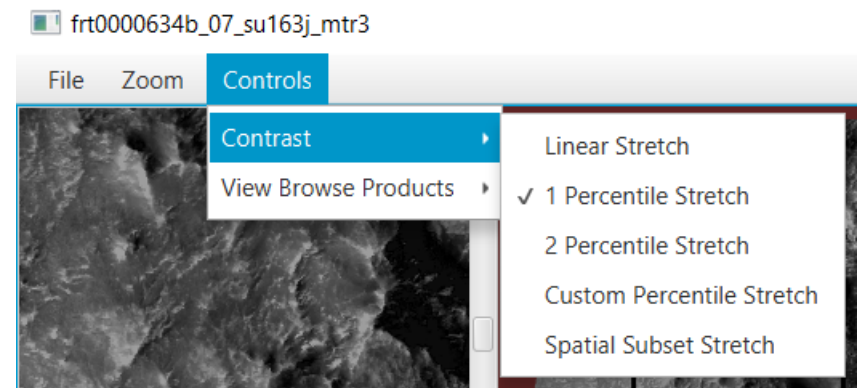 frt0000634b_07_su163j_mtr3
File Zoom Controls
Contrast
View Browse Products
Linear Stretch
✓ 1 Percentile Stretch
2 Percentile Stretch
Custom Percentile Stretch
Spatial Subset Stretch